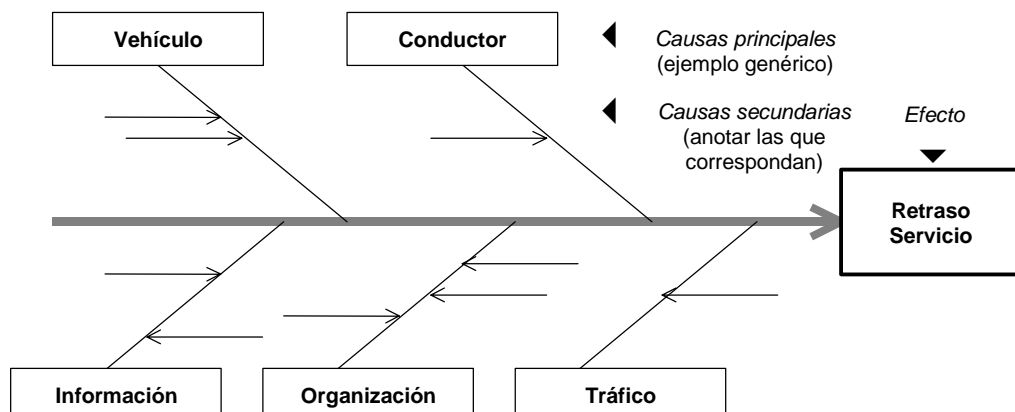 Vehículo
Conductor
Causas principales
(ejemplo genérico)
Causas secundarias
(anotar las que
correspondan)
Efecto
Retraso
Servicio
Información
Organización
Tráfico